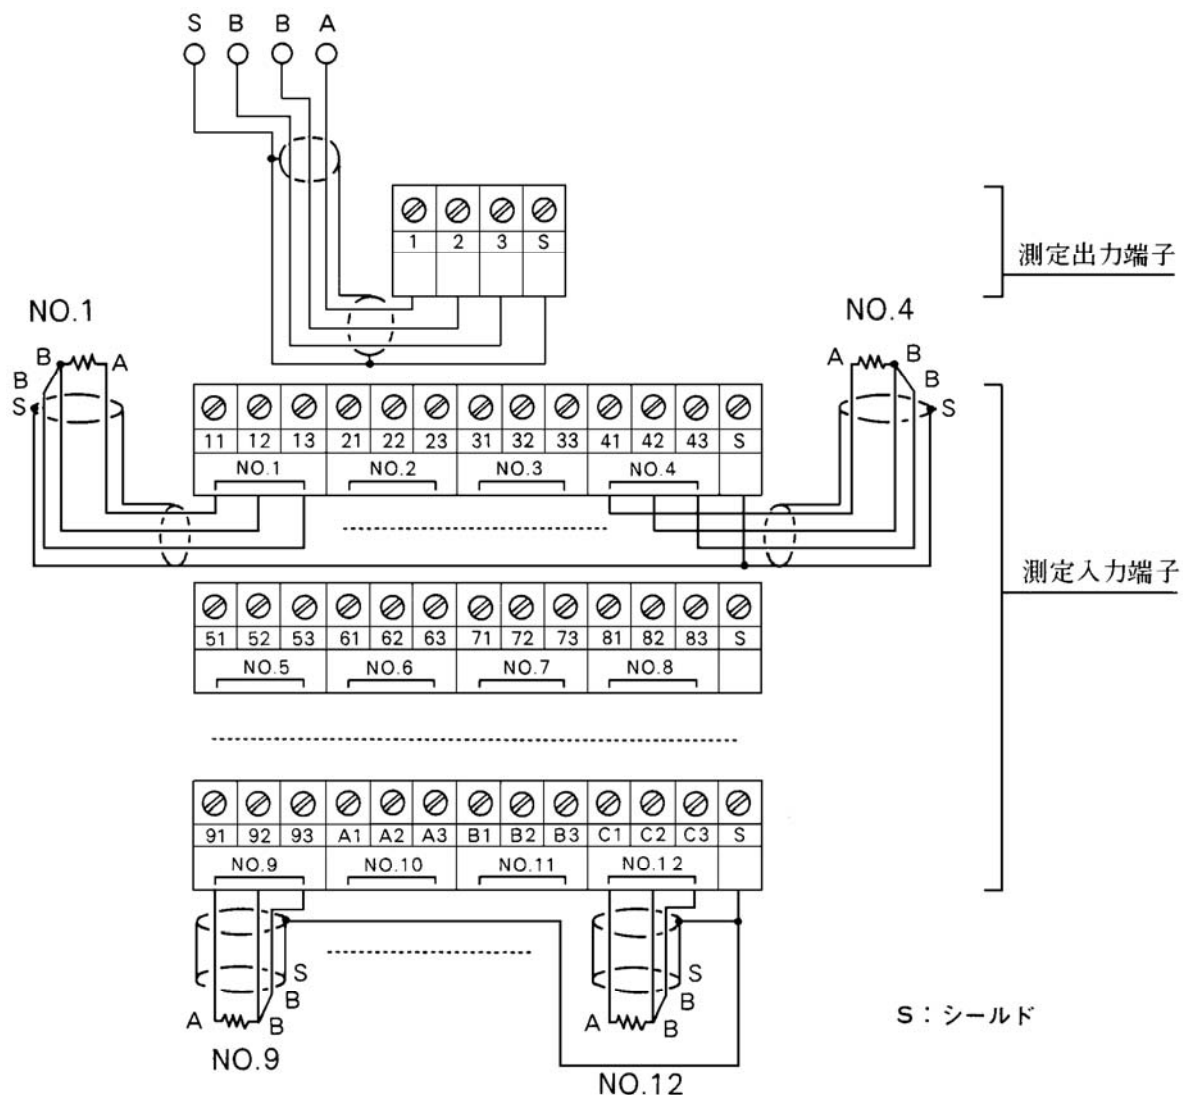 S B B A
1 2 3 S
測定出力端子
NO.1
NO.4
B A
B
S
A B
B
S
11 12 13 21 22 23 31 32 33 41 42 43 S
NO.1 NO.2 NO.3 NO.4
測定入力端子
51 52 53 61 62 63 71 72 73 81 82 83 S
NO.5 NO.6 NO.7 NO.8
91 92 93 A1 A2 A3 B1 B2 B3 C1 C2 C3 S
NO.9 NO.10 NO.11 NO.12
S
B
A B
NO.9
S
B
A B
NO.12
S：シールド